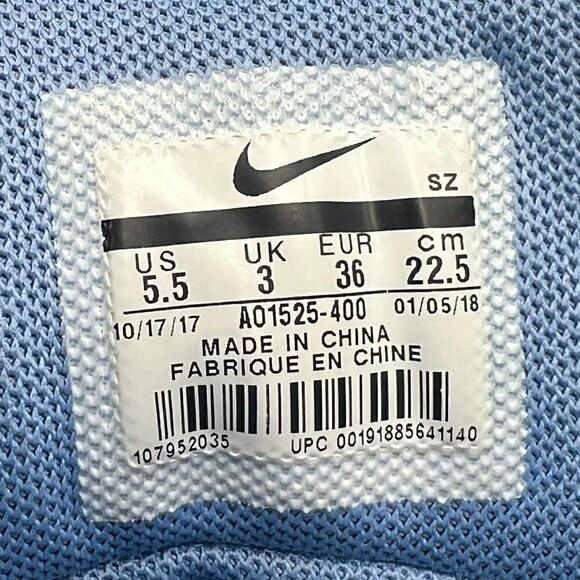 SZ
US UK EUR cm
5.5 3 36 22.5
10/17/17 AO1525-400 01/05/18
MADE IN CHINA
FABRIQUE EN CHINE
107952035 UPC 00191885641140